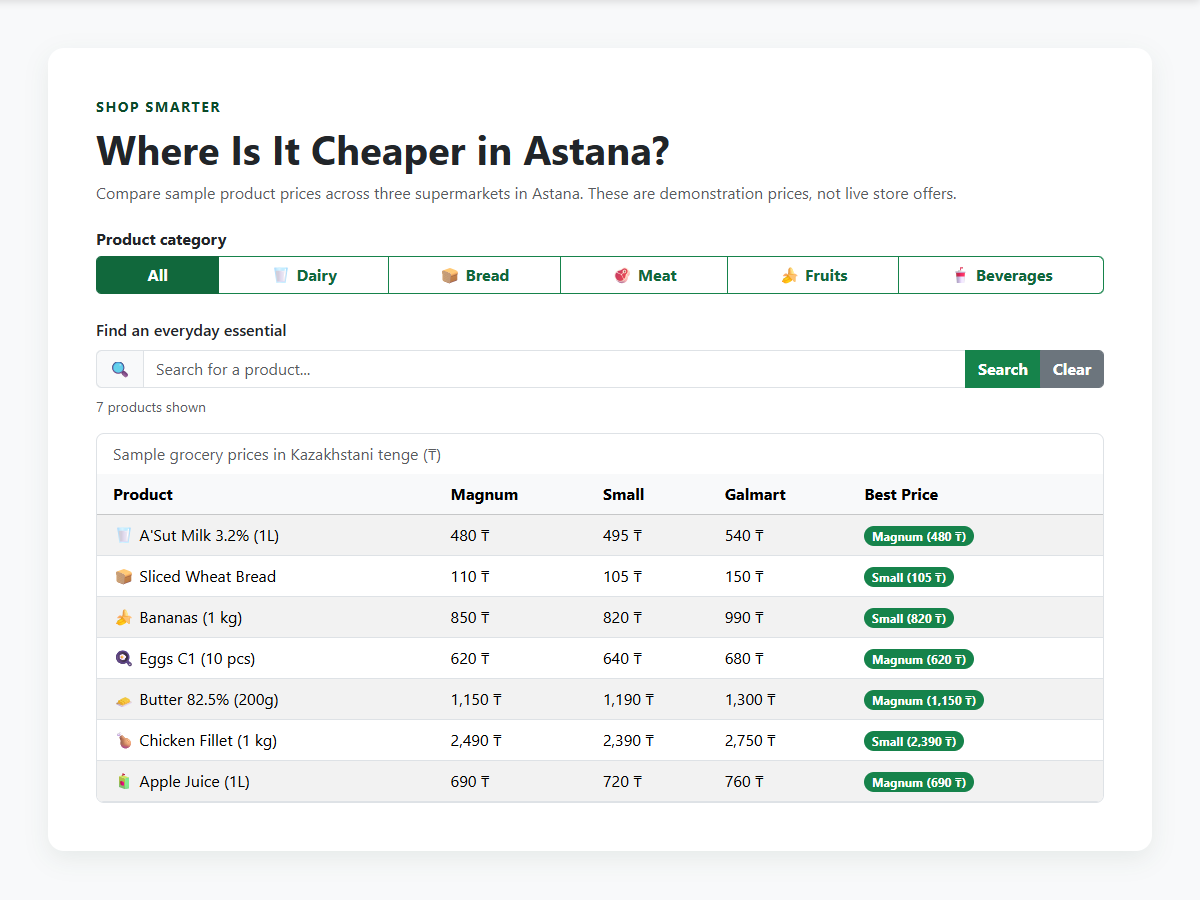 SHOP SMARTER
Where Is It Cheaper in Astana?
Compare sample product prices across three supermarkets in Astana. These are demonstration prices, not live store offers.
Product category
All Dairy Bread Meat Fruits Beverages
Find an everyday essential
Search for a product... Search Clear
7 products shown
Sample grocery prices in Kazakhstani tenge (₸)
Product Magnum Small Galmart Best Price
A'Sut Milk 3.2% (1L) 480 ₸ 495 ₸ 540 ₸ Magnum (480 ₸)
Sliced Wheat Bread 110 ₸ 105 ₸ 150 ₸ Small (105 ₸)
Bananas (1 kg) 850 ₸ 820 ₸ 990 ₸ Small (820 ₸)
Eggs C1 (10 pcs) 620 ₸ 640 ₸ 680 ₸ Magnum (620 ₸)
Butter 82.5% (200g) 1,150 ₸ 1,190 ₸ 1,300 ₸ Magnum (1,150 ₸)
Chicken Fillet (1 kg) 2,490 ₸ 2,390 ₸ 2,750 ₸ Small (2,390 ₸)
Apple Juice (1L) 690 ₸ 720 ₸ 760 ₸ Magnum (690 ₸)